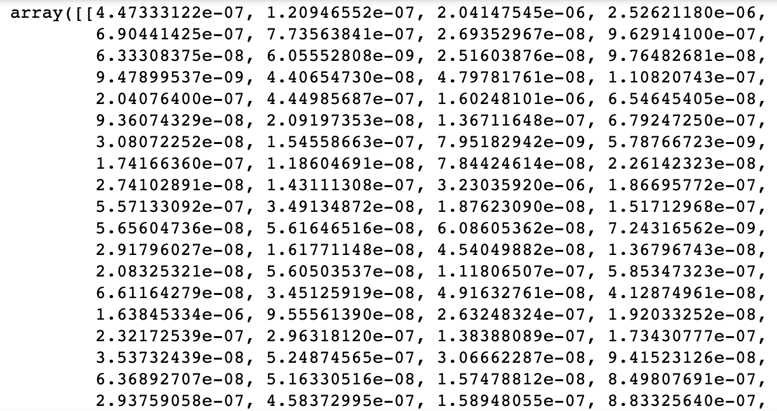 array([[4.47333122e-07, 1.20946552e-07, 2.04147545e-06, 2.52621180e-06,
6.90441425e-07, 7.73563841e-07, 2.69352967e-08, 9.62914100e-07,
6.33308375e-08, 6.05552808e-09, 2.51603876e-08, 9.76482681e-08,
9.47899537e-09, 4.40654730e-08, 4.79781761e-08, 1.10820743e-07,
2.04076400e-07, 4.44985687e-07, 1.60248101e-06, 6.54645405e-08,
9.36074329e-08, 2.09197353e-08, 1.36711648e-07, 6.79247250e-07,
3.08072252e-08, 1.54558663e-07, 7.95182942e-09, 5.78766723e-09,
1.74166360e-07, 1.18604691e-08, 7.84424614e-08, 2.26142323e-08,
2.74102891e-08, 1.43111308e-07, 3.23035920e-06, 1.86695772e-07,
5.57133092e-07, 3.49134872e-08, 1.87623090e-08, 1.51712968e-07,
5.65604736e-08, 5.61646516e-08, 6.08605362e-08, 7.24316562e-09,
2.91796027e-08, 1.61771148e-08, 4.54049882e-08, 1.36796743e-08,
2.08325321e-08, 5.60503537e-08, 1.11806507e-07, 5.85347323e-07,
6.61164279e-08, 3.45125919e-08, 4.91632761e-08, 4.12874961e-08,
1.63845334e-06, 9.55561390e-08, 2.63248324e-07, 1.92033252e-08,
2.32172539e-07, 2.96318120e-07, 1.38388089e-07, 1.73430777e-07,
3.53732439e-08, 5.24874565e-07, 3.06662287e-08, 9.41523126e-08,
6.36892707e-08, 5.16330516e-08, 1.57478812e-08, 8.49807691e-07,
2.93759058e-07, 4.58372995e-07, 1.58948055e-07, 8.83325640e-07,